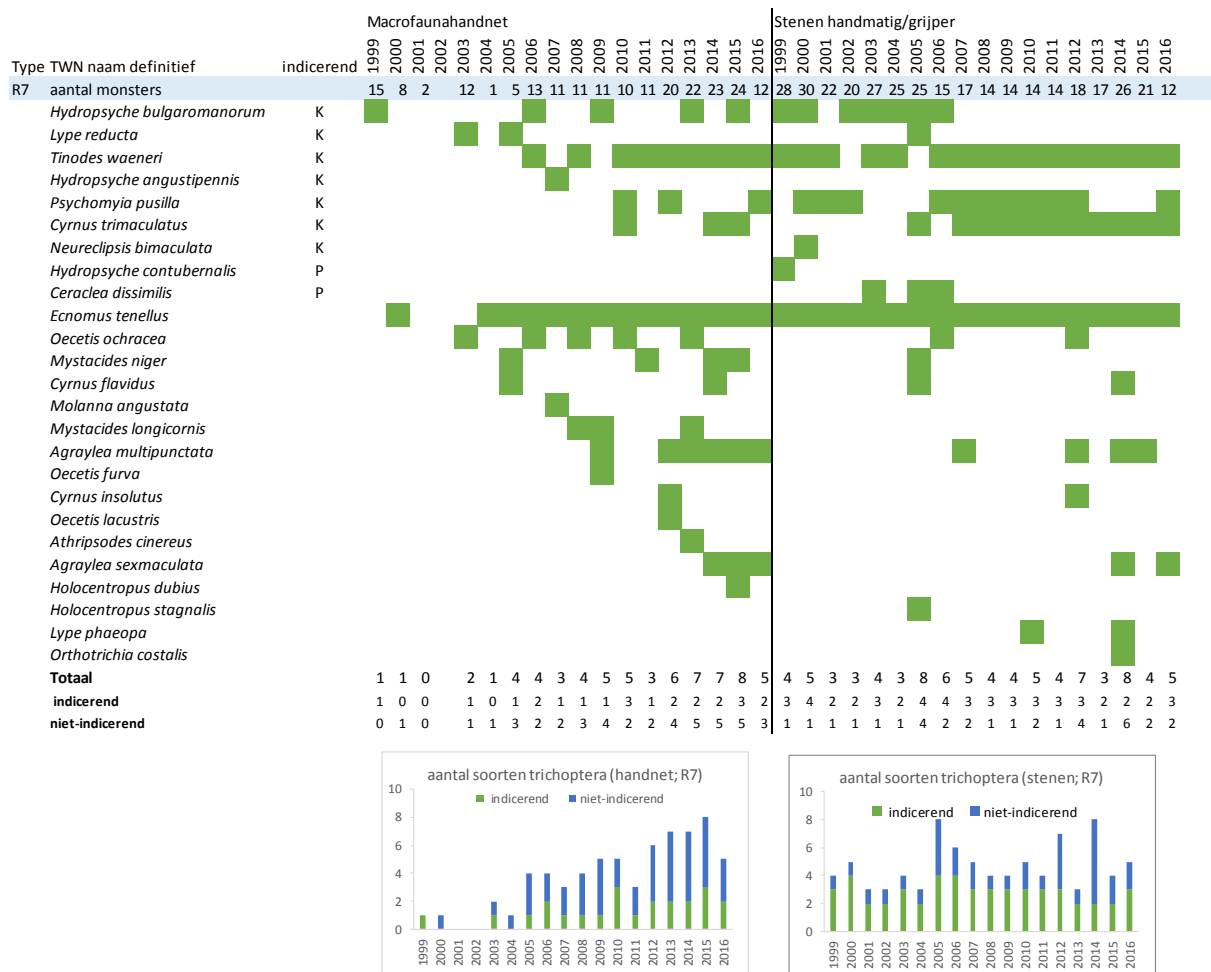 Macrofaunahandnet Stenen handmatig/grijper
Type TWN naam definitief indicerend 1999 2000 2001 2002 2003 2004 2005 2006 2007 2008 2009 2010 2011 2012 2013 2014 2015 2016 1999 2000 2001 2002 2003 2004 2005 2006 2007 2008 2009 2010 2011 2012 2013 2014 2015 2016
R7 aantal monsters 15 8 2 12 1 5 13 11 11 11 10 11 20 22 23 24 12 28 30 22 20 27 25 25 15 17 14 14 14 14 18 17 26 21 12
Hydropsyche bulgaromanorum K
Lype reducta K
Tinodes waeneri K
Hydropsyche angustipennis K
Psychomyia pusilla K
Cyrnus trimaculatus K
Neureclipsis bimaculata K
Hydropsyche contubernalis P
Ceraclea dissimilis P
Ecnomus tenellus
Oecetis ochracea
Mystacides niger
Cyrnus flavidus
Molanna angustata
Mystacides longicornis
Agraylea multipunctata
Oecetis furva
Cyrnus insolutus
Oecetis lacustris
Athripsodes cinereus
Agraylea sexmaculata
Holocentropus dubius
Holocentropus stagnalis
Lype phaeopa
Orthotrichia costalis
Totaal 1 1 0 2 1 4 4 3 4 5 5 3 6 7 7 8 5 4 5 3 3 4 3 8 6 5 4 4 5 4 7 3 8 4 5
indicerend 1 0 0 1 0 1 2 1 1 1 3 1 2 2 2 3 2 3 4 2 2 3 2 4 4 3 3 3 3 3 3 2 2 2 3
niet-indicerend 0 1 0 1 1 3 2 2 3 4 2 2 4 5 5 5 3 1 1 1 1 1 1 4 2 2 1 1 2 1 4 1 6 2 2
aantal soorten trichoptera (handnet; R7)
indicerend niet-indicerend
10
8
6
4
2
0
1999 2000 2001 2002 2003 2004 2005 2006 2007 2008 2009 2010 2011 2012 2013 2014 2015 2016
aantal soorten trichoptera (stenen; R7)
indicerend niet-indicerend
10
8
6
4
2
0
1999 2000 2001 2002 2003 2004 2005 2006 2007 2008 2009 2010 2011 2012 2013 2014 2015 2016